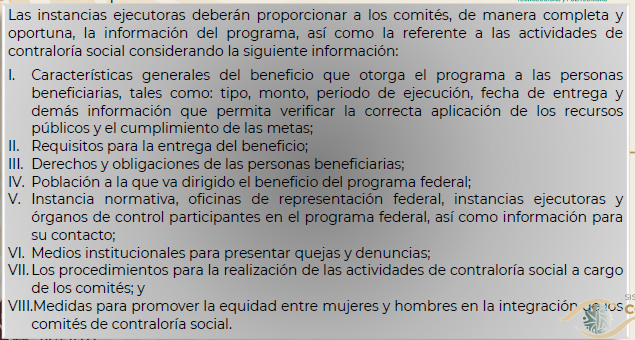 Las instancias ejecutoras deberán proporcionar a los comités, de manera completa y
oportuna, la información del programa, así como la referente a las actividades de
contraloría social considerando la siguiente información:
I. Características generales del beneficio que otorga el programa a las personas
beneficiarias, tales como: tipo, monto, periodo de ejecución, fecha de entrega y
demás información que permita verificar la correcta aplicación de los recursos
públicos y el cumplimiento de las metas;
II. Requisitos para la entrega del beneficio;
III. Derechos y obligaciones de las personas beneficiarias;
IV. Población a la que va dirigido el beneficio del programa federal;
V. Instancia normativa, oficinas de representación federal, instancias ejecutoras y
órganos de control participantes en el programa federal, así como información para
su contacto;
VI. Medios institucionales para presentar quejas y denuncias;
VII. Los procedimientos para la realización de las actividades de contraloría social a cargo
de los comités; y
VIII.Medidas para promover la equidad entre mujeres y hombres en la integración de los
comités de contraloría social.